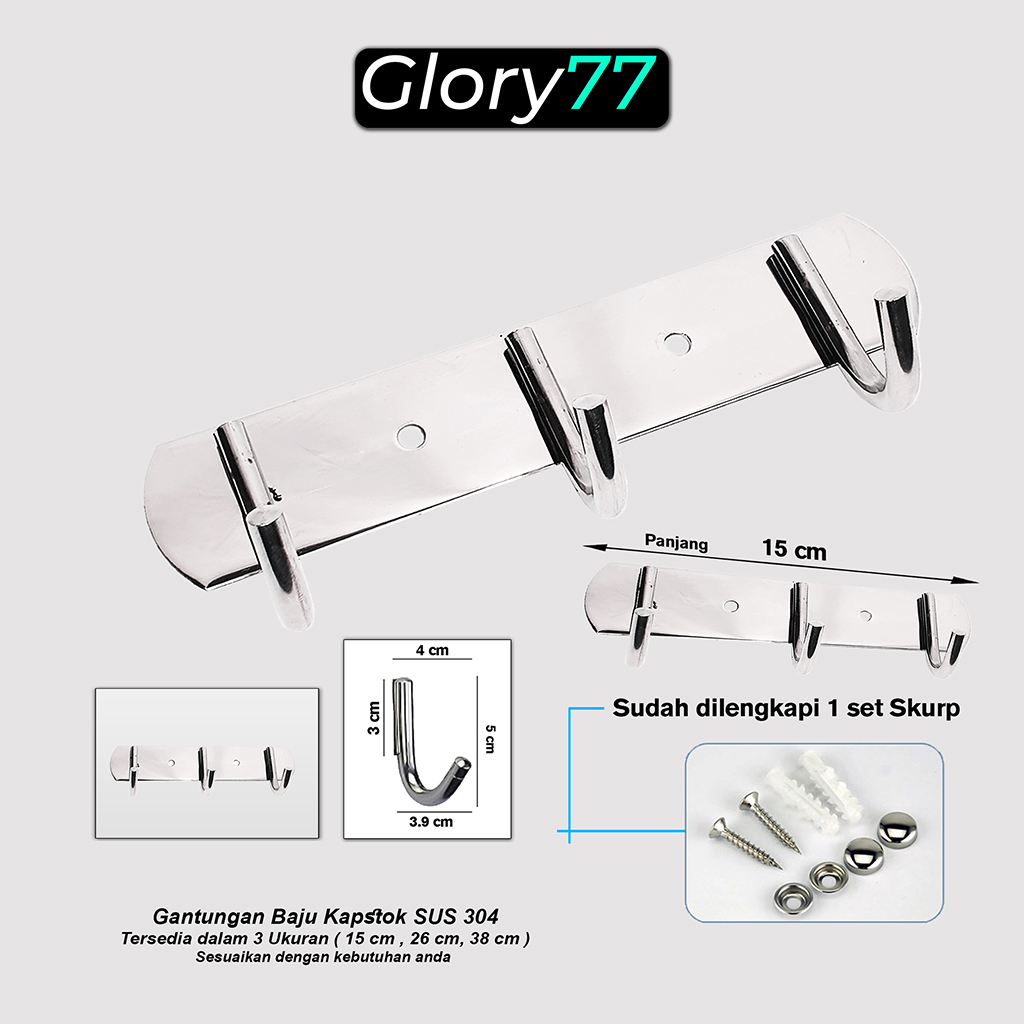 Glory77
Panjang 15 cm
4 cm
3 cm
5 cm
3.9 cm
Sudah dilengkapi 1 set Skurp
Gantungan Baju Kapstok SUS 304
Tersedia dalam 3 Ukuran ( 15 cm , 26 cm, 38 cm )
Sesuaikan dengan kebutuhan anda